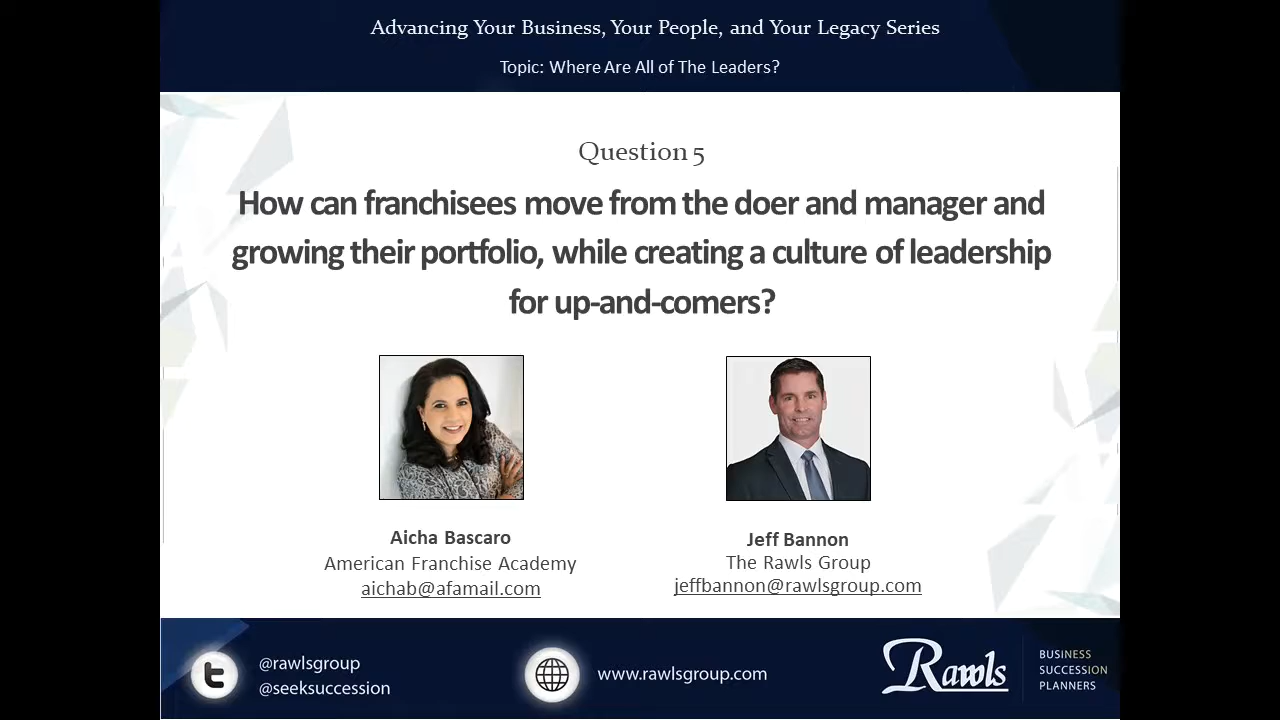 Advancing Your Business, Your People, and Your Legacy Series
Topic: Where Are All of The Leaders?
Question 5
How can franchisees move from the doer and manager and
growing their portfolio, while creating a culture of leadership
for up-and-comers?
Aicha Bascaro
American Franchise Academy
aichab@afamail.com
Jeff Bannon
The Rawls Group
jeffbannon@rawlsgroup.com
@rawlsgroup
@seeksuccession
www.rawlsgroup.com
Rawls
BUSINESS
SUCCESSION
PLANNERS